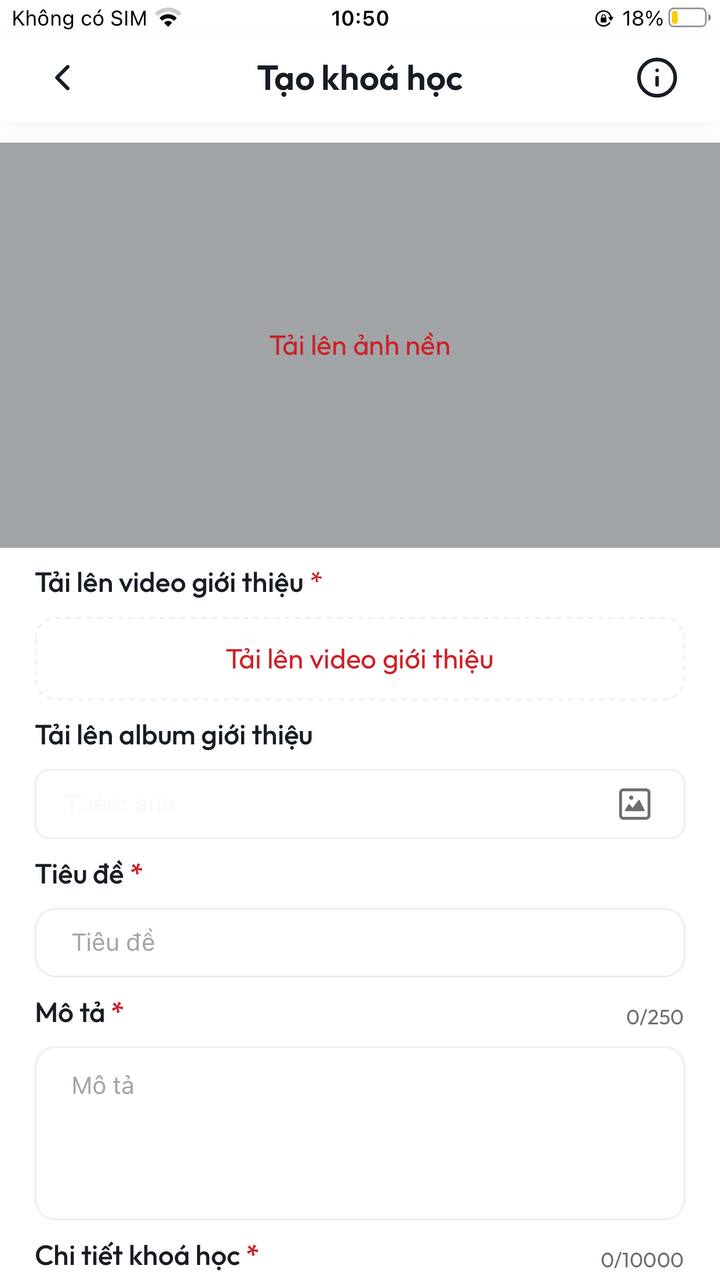 Không có SIM
10:50
18%
Tạo khoá học
Tải lên ảnh nền
Tải lên video giới thiệu *
Tải lên video giới thiệu
Tải lên album giới thiệu
Thêm ảnh
Tiêu đề *
Tiêu đề
Mô tả *
0/250
Mô tả
Chi tiết khoá học *
0/10000